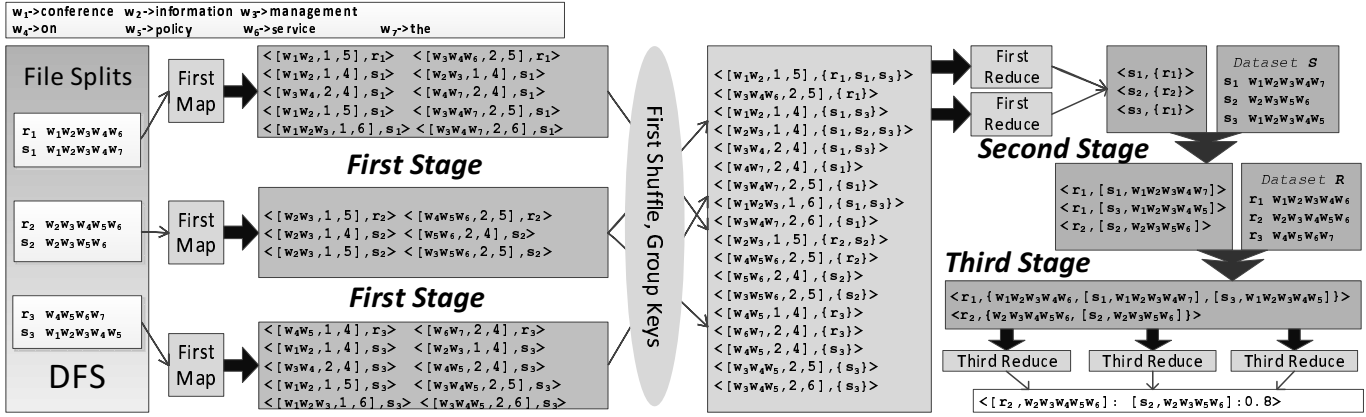 w₁->conference w₂->information w₃->management
w₄->on w₅->policy w₆->service w₇->the
File Splits
r₁ w₁w₂w₃w₄w₆
s₁ w₁w₂w₃w₄w₇
r₂ w₂w₃w₄w₅w₆
s₂ w₂w₃w₅w₆
r₃ w₄w₅w₆w₇
s₃ w₁w₂w₃w₄w₅
DFS
First Map
First Map
First Map
<[w₁w₂,1,5],r₁> <[w₃w₄w₆,2,5],r₁>
<[w₁w₂,1,4],s₁> <[w₂w₃,1,4],s₁>
<[w₃w₄,2,4],s₁> <[w₄w₇,2,4],s₁>
<[w₁w₂,1,5],s₁> <[w₃w₄w₇,2,5],s₁>
<[w₁w₂w₃,1,6],s₁> <[w₃w₄w₇,2,6],s₁>
First Stage
<[w₂w₃,1,5],r₂> <[w₄w₅w₆,2,5],r₂>
<[w₂w₃,1,4],s₂> <[w₅w₆,2,4],s₂>
<[w₂w₃,1,5],s₂> <[w₃w₅w₆,2,5],s₂>
First Stage
<[w₄w₅,1,4],r₃> <[w₆w₇,2,4],r₃>
<[w₁w₂,1,4],s₃> <[w₂w₃,1,4],s₃>
<[w₃w₄,2,4],s₃> <[w₄w₅,2,4],s₃>
<[w₁w₂,1,5],s₃> <[w₃w₄w₅,2,5],s₃>
<[w₁w₂w₃,1,6],s₃> <[w₃w₄w₅,2,6],s₃>
First Shuffle, Group Keys
<[w₁w₂,1,5],{r₁,s₁,s₃}>
<[w₃w₄w₆,2,5],{r₁}>
<[w₁w₂,1,4],{s₁,s₃}>
<[w₂w₃,1,4],{s₁,s₂,s₃}>
<[w₃w₄,2,4],{s₁,s₃}>
<[w₄w₇,2,4],{s₁}>
<[w₃w₄w₇,2,5],{s₁}>
<[w₁w₂w₃,1,6],{s₁,s₃}>
<[w₃w₄w₇,2,6],{s₁}>
<[w₂w₃,1,5],{r₂,s₂}>
<[w₄w₅w₆,2,5],{r₂}>
<[w₅w₆,2,4],{s₂}>
<[w₃w₅w₆,2,5],{s₂}>
<[w₄w₅,1,4],{r₃}>
<[w₆w₇,2,4],{r₃}>
<[w₄w₅,2,4],{s₃}>
<[w₃w₄w₅,2,5],{s₃}>
<[w₃w₄w₅,2,6],{s₃}>
First Reduce
First Reduce
<s₁,{r₁}>
<s₂,{r₂}>
<s₃,{r₁}>
Dataset S
s₁ w₁w₂w₃w₄w₇
s₂ w₂w₃w₅w₆
s₃ w₁w₂w₃w₄w₅
Second Stage
<r₁,[s₁,w₁w₂w₃w₄w₇]>
<r₁,[s₃,w₁w₂w₃w₄w₅]>
<r₂,[s₂,w₂w₃w₅w₆]>
Dataset R
r₁ w₁w₂w₃w₄w₆
r₂ w₂w₃w₄w₅w₆
r₃ w₄w₅w₆w₇
Third Stage
<r₁,{w₁w₂w₃w₄w₆,[s₁,w₁w₂w₃w₄w₇],[s₃,w₁w₂w₃w₄w₅]}>
<r₂,{w₂w₃w₄w₅w₆,[s₂,w₂w₃w₅w₆]}>
Third Reduce
Third Reduce
Third Reduce
<[r₂,w₂w₃w₄w₅w₆]: [s₂,w₂w₃w₅w₆]:0.8>